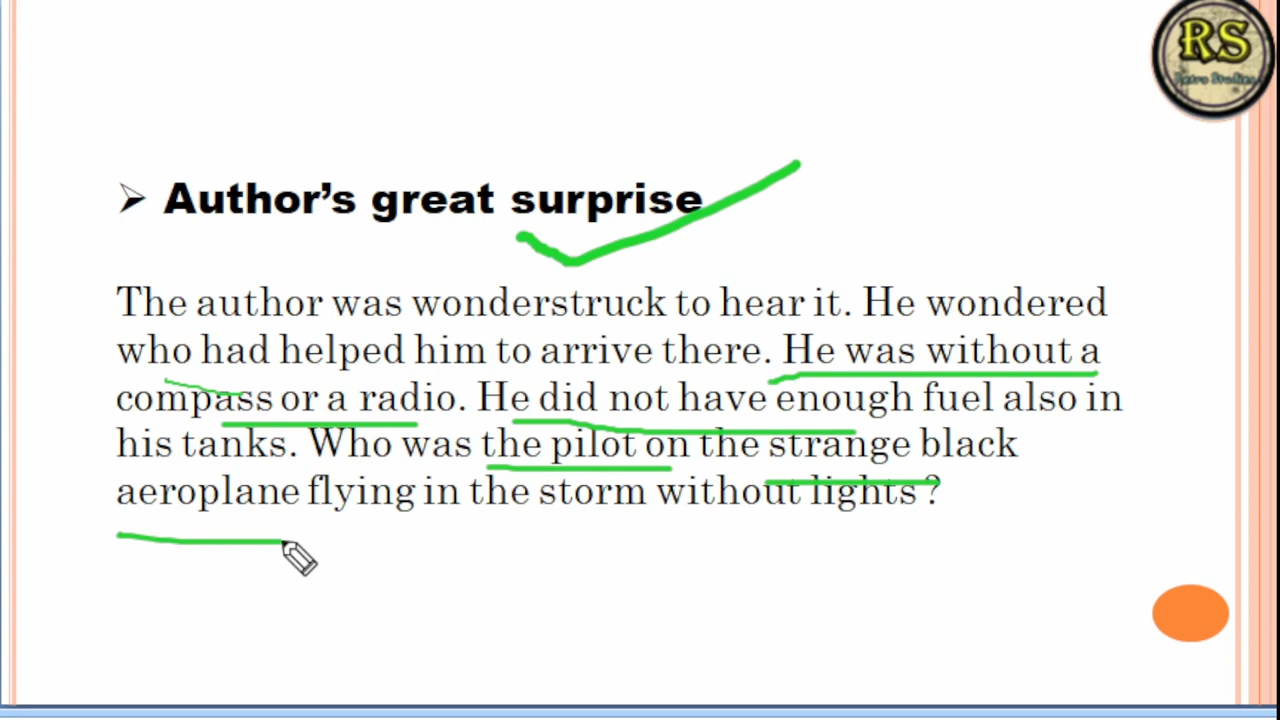 RS
Retro Studies
Author's great surprise
The author was wonderstruck to hear it. He wondered
who had helped him to arrive there. He was without a
compass or a radio. He did not have enough fuel also in
his tanks. Who was the pilot on the strange black
aeroplane flying in the storm without lights ?